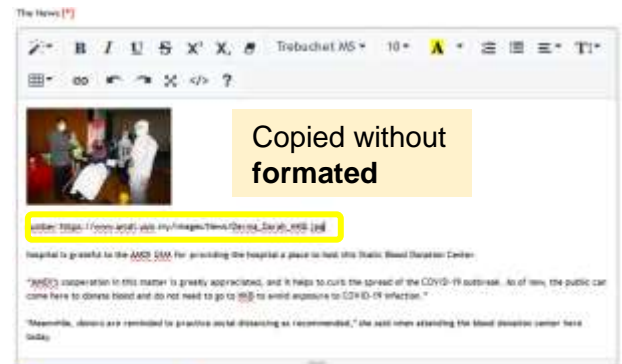 The News [*]
B I U S X² X₂ Trebuchet MS 10 A T:
</> ?
Copied without
formated
sumber https://www.amdi.usm.my/images/News/Derma_Darah_HKB.jpg
hospital is grateful to the AMDI USM for providing the hospital a place to hold this Static Blood Donation Center.
"AMDI's cooperation in this matter is greatly appreciated, and it helps to curb the spread of the COVID-19 outbreak. As of now, the public can
come here to donate blood and do not need to go to HKB to avoid exposure to COVID-19 infection."
"Meanwhile, donors are reminded to practice social distancing as recommended," she said when attending the blood donation center here
today.